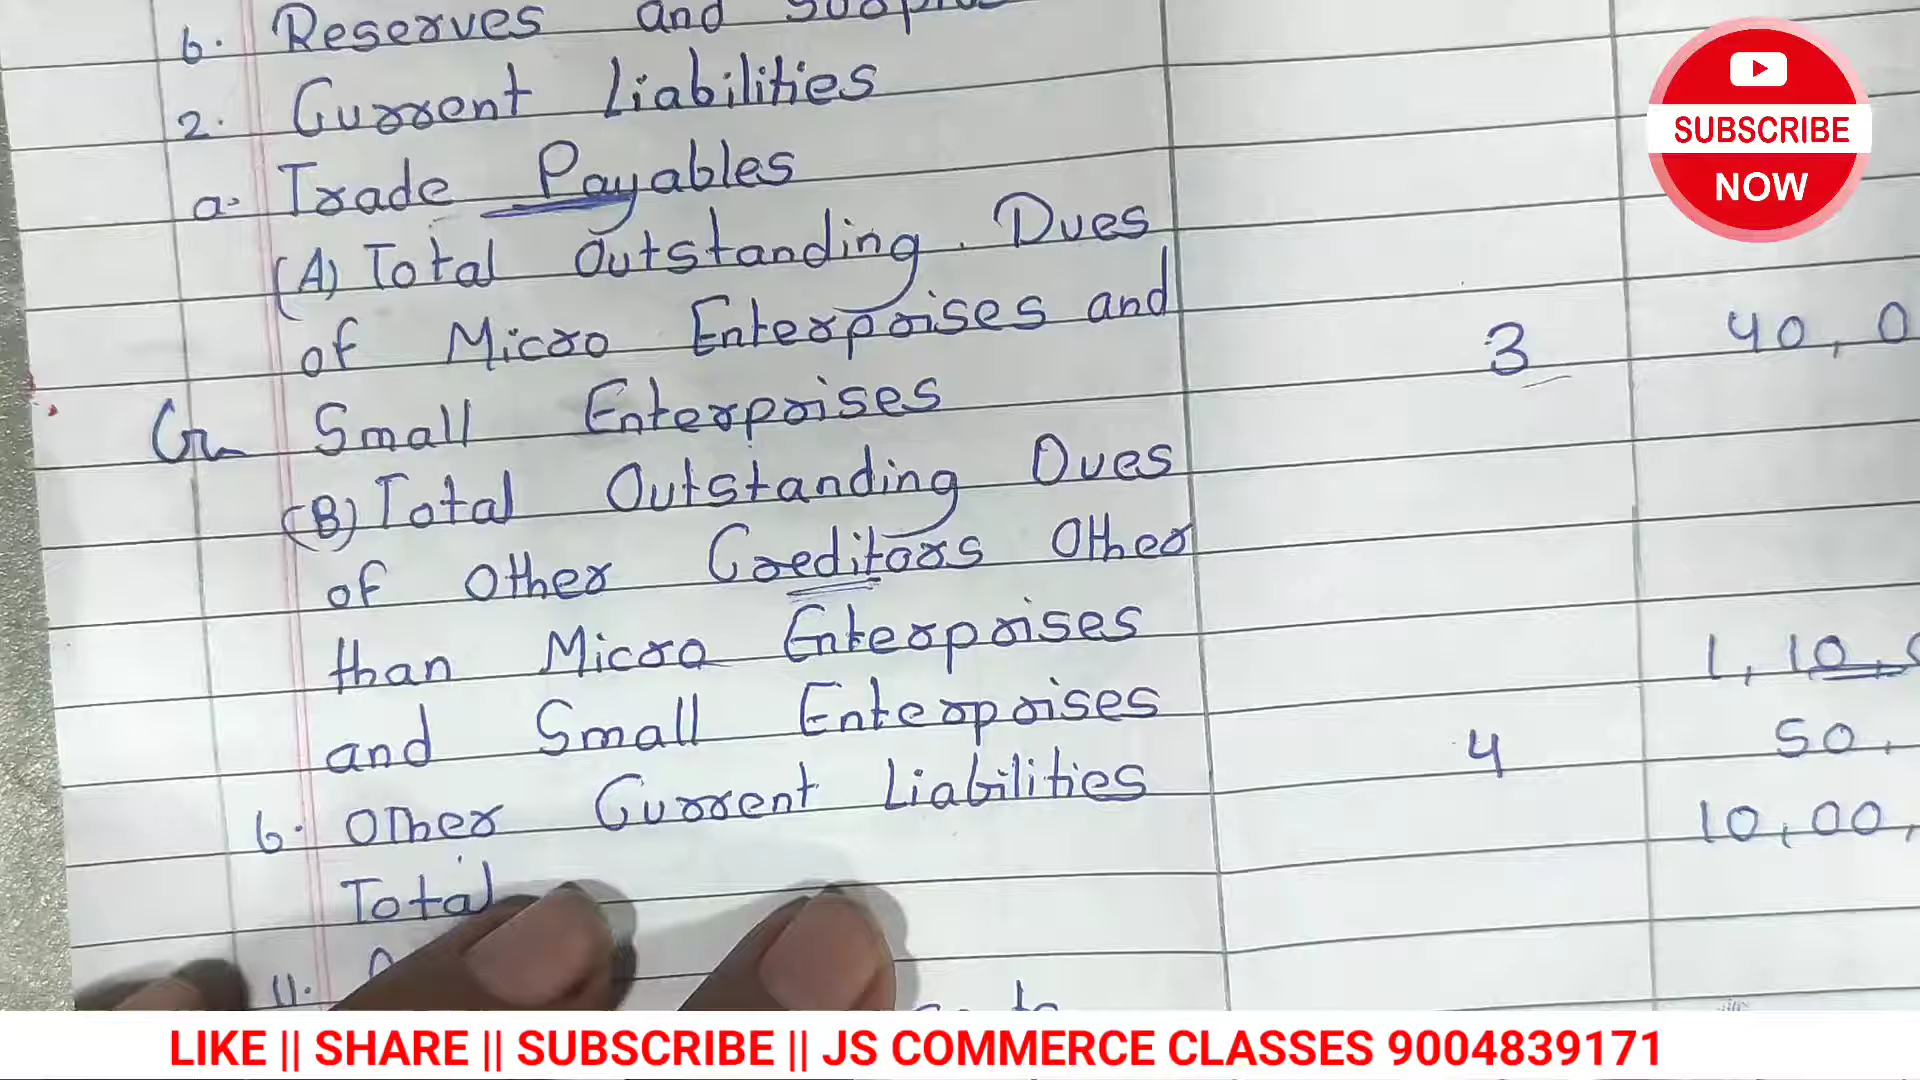 b. Reserves and
2. Current Liabilities
a. Trade Payables
(A) Total Outstanding Dues
of Micro Enterprises and
3 40,0
Cr Small Enterprises
(B) Total Outstanding Dues
of Other Creditors Other
than Micro Enterprises
1,10,
and Small Enterprises
4 50,
b. Other Current Liabilities
10,00,
Total
11.
SUBSCRIBE
NOW
LIKE || SHARE || SUBSCRIBE || JS COMMERCE CLASSES 9004839171